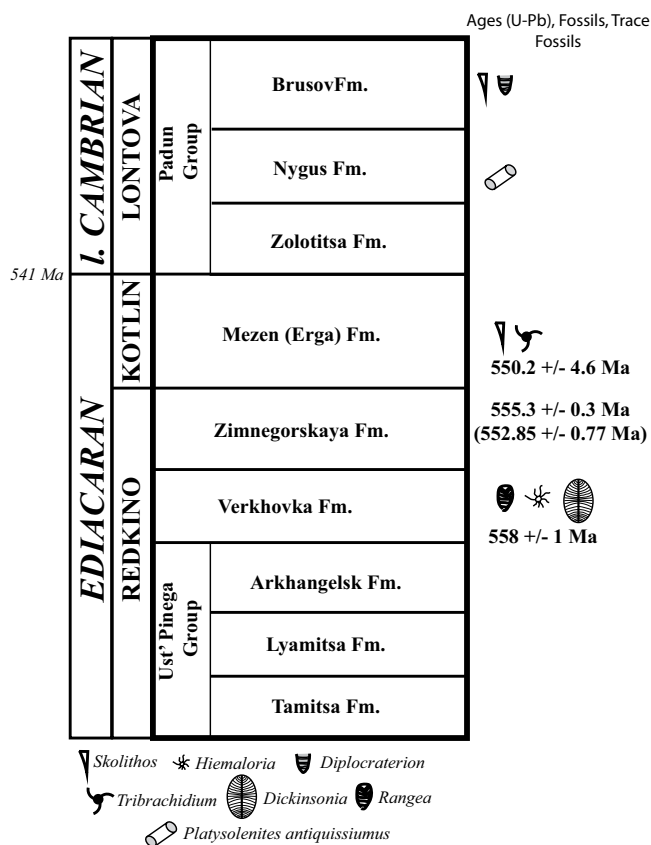 Ages (U-Pb), Fossils, Trace
Fossils
l. CAMBRIAN
LONTOVA
Padun
Group
BrusovFm.
Nygus Fm.
Zolotitsa Fm.
541 Ma
EDIACARAN
KOTLIN
Mezen (Erga) Fm.
550.2 +/- 4.6 Ma
REDKINO
Zimnegorskaya Fm.
555.3 +/- 0.3 Ma
(552.85 +/- 0.77 Ma)
Verkhovka Fm.
558 +/- 1 Ma
Ust' Pinega
Group
Arkhangelsk Fm.
Lyamitsa Fm.
Tamitsa Fm.
Skolithos
Hiemaloria
Diplocraterion
Tribrachidium
Dickinsonia
Rangea
Platysolenites antiquissiumus